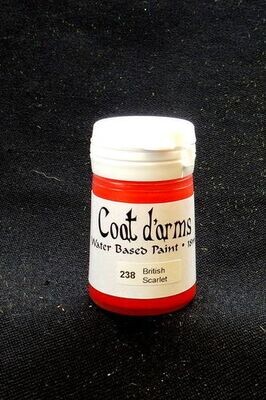 Coat d'arms
Water Based Paint •
238 British
Scarlet